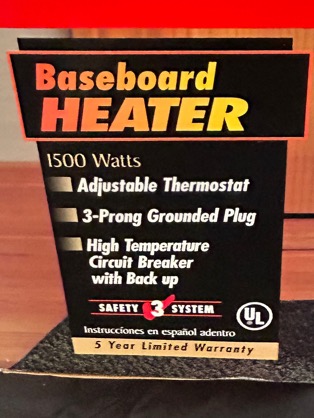 Baseboard
HEATER
1500 Watts
Adjustable Thermostat
3-Prong Grounded Plug
High Temperature
Circuit Breaker
with Back up
SAFETY 3 SYSTEM
UL
Instrucciones en español adentro
5 Year Limited Warranty